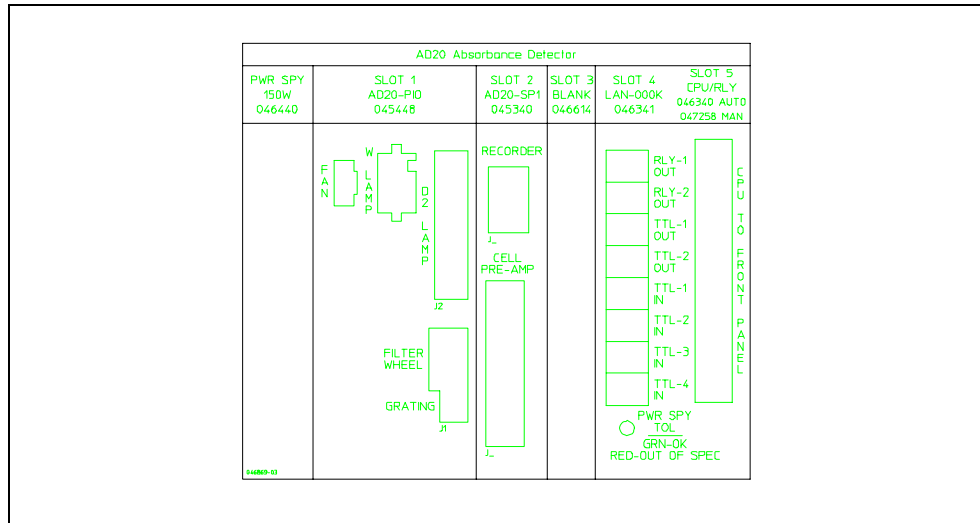 AD20 Absorbance Detector
PWR SPY
150W
046440
SLOT 1
AD20-PIO
045448
SLOT 2
AD20-SP1
045340
SLOT 3
BLANK
046614
SLOT 4
LAN-000K
046341
SLOT 5
CPU/RLY
046340 AUTO
047258 MAN
FAN
W LAMP
D2 LAMP
J2
FILTER
WHEEL
GRATING
J1
RECORDER
J_
CELL
PRE-AMP
J_
RLY-1
OUT
RLY-2
OUT
TTL-1
OUT
TTL-2
OUT
TTL-1
IN
TTL-2
IN
TTL-3
IN
TTL-4
IN
CPU TO FRONT PANEL
PWR SPY
TOL
GRN-OK
RED-OUT OF SPEC